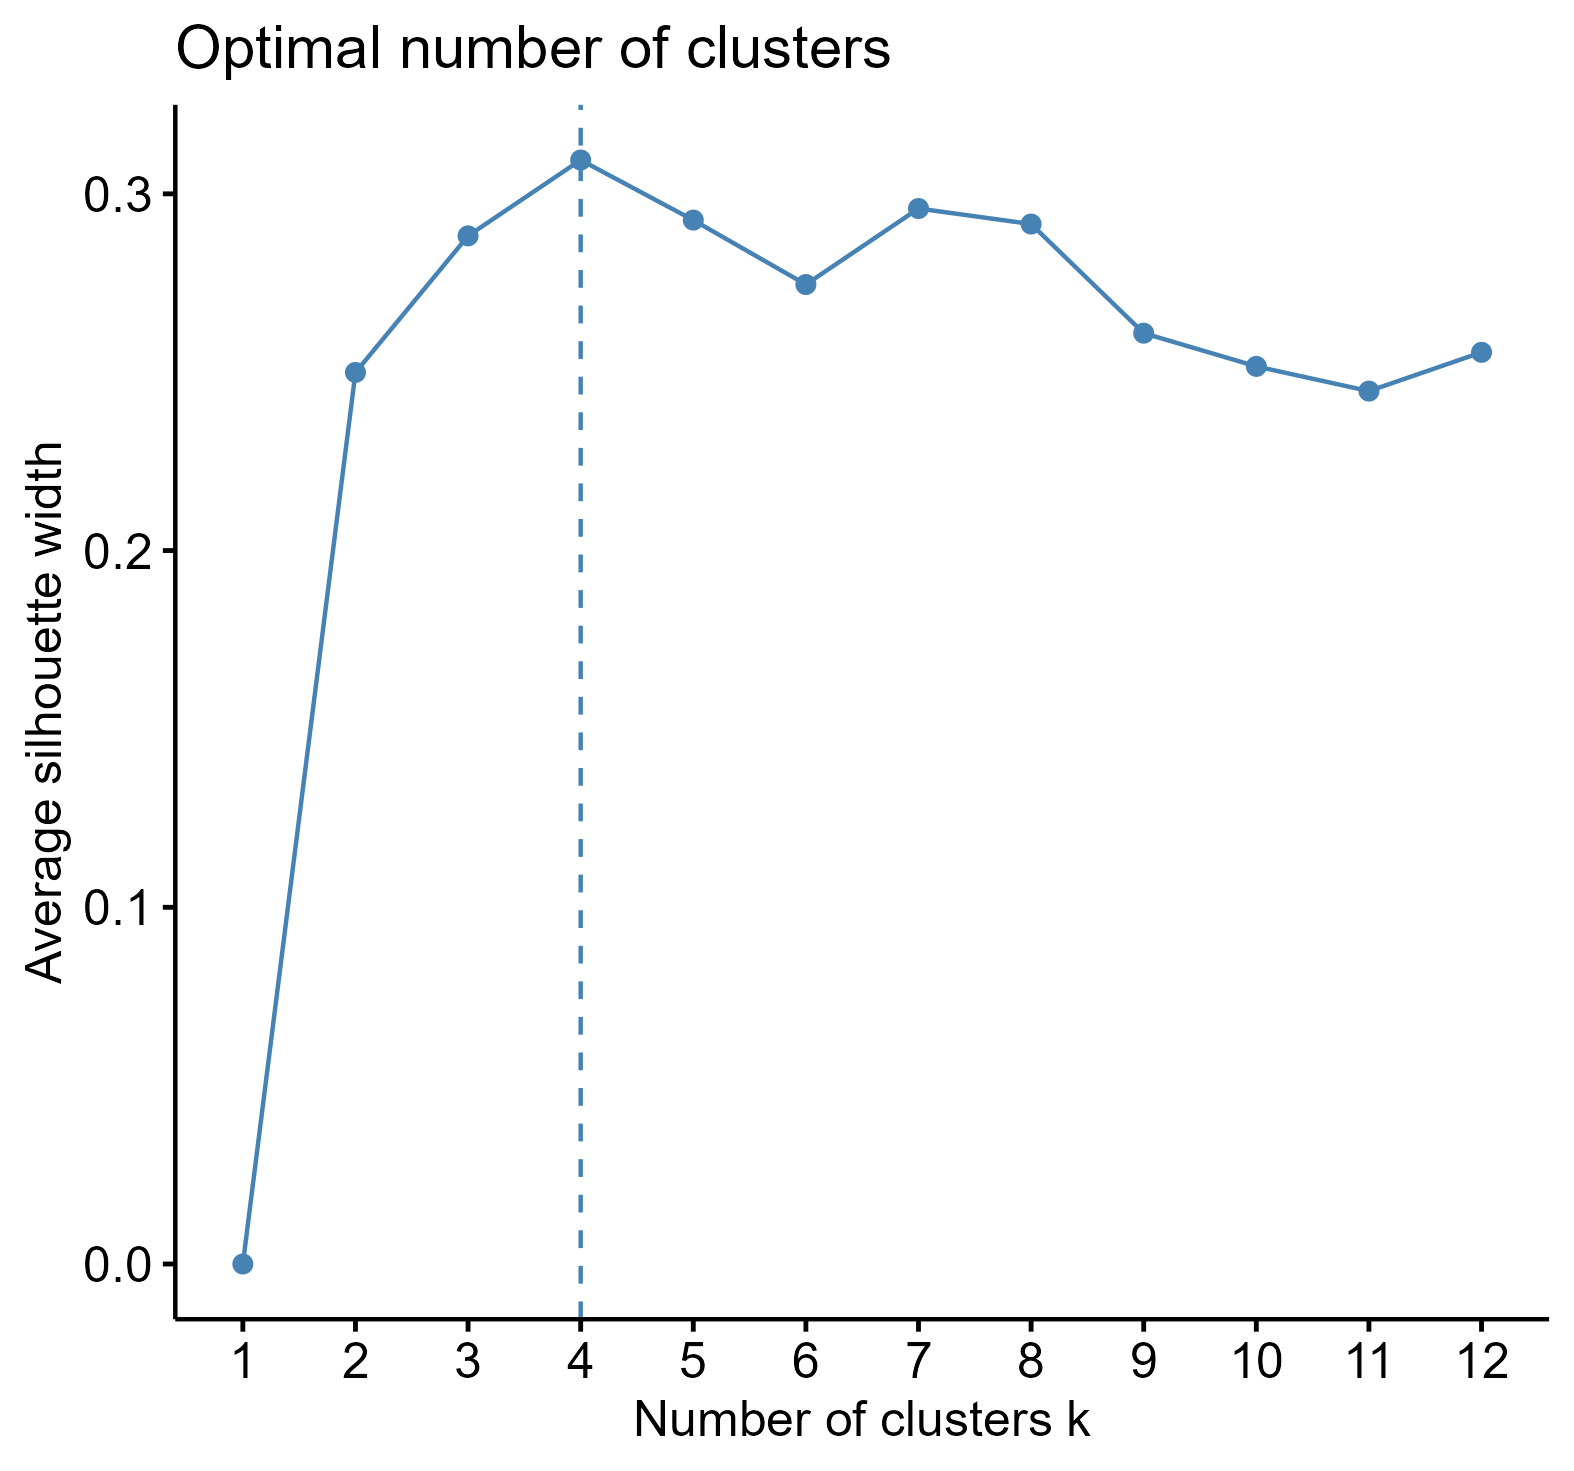 Optimal number of clusters
Average silhouette width
0.3
0.2
0.1
0.0
1 2 3 4 5 6 7 8 9 10 11 12
Number of clusters k